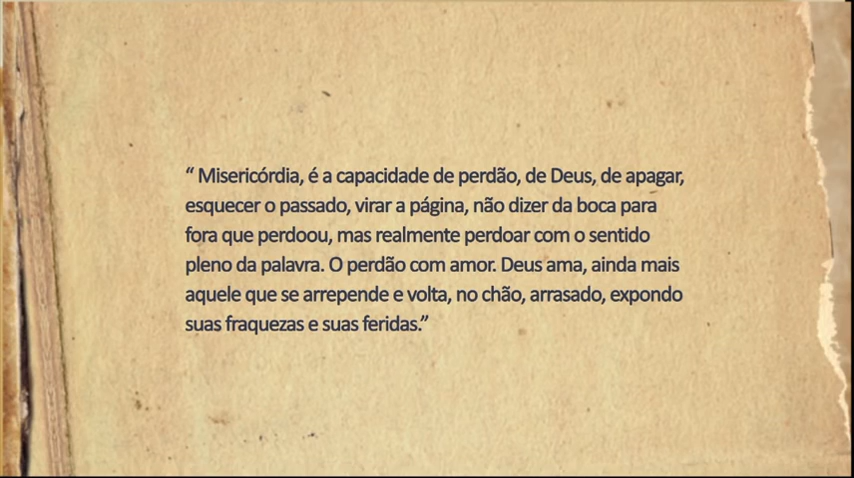 “ Misericórdia, é a capacidade de perdão, de Deus, de apagar,
esquecer o passado, virar a página, não dizer da boca para
fora que perdoou, mas realmente perdoar com o sentido
pleno da palavra. O perdão com amor. Deus ama, ainda mais
aquele que se arrepende e volta, no chão, arrasado, expondo
suas fraquezas e suas feridas.”